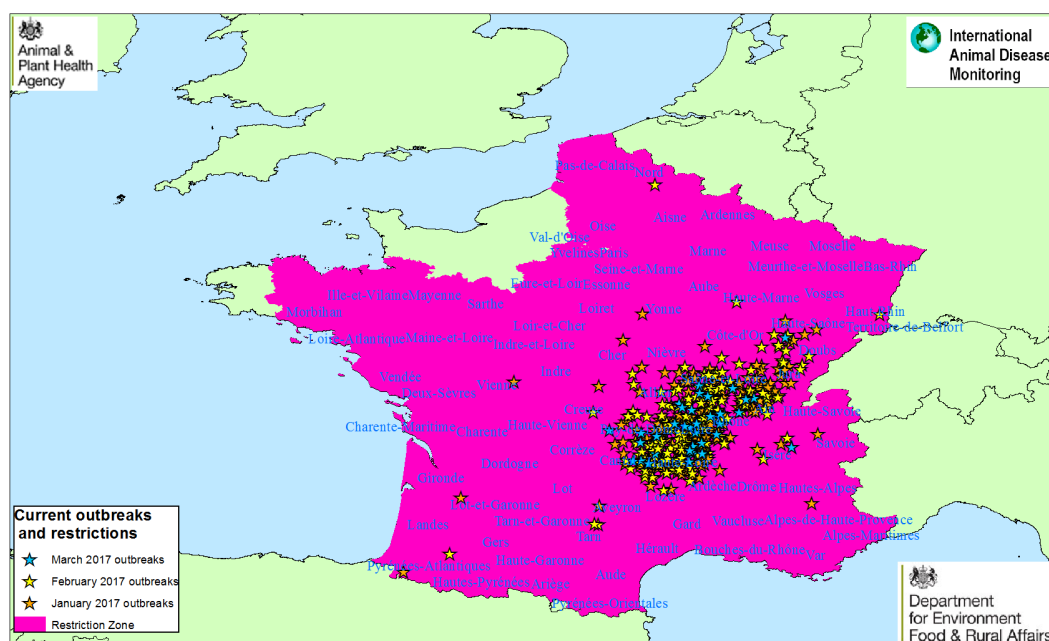 Animal &
Plant Health
Agency
International
Animal Disease
Monitoring
Pas-de-Calais
Nord
Aisne
Ardennes
Oise
Val-d'Oise
Yvelines
Paris
Marne
Meuse
Moselle
Seine-et-Marne
Meurthe-et-Moselle
Bas-Rhin
Eure-et-Loir
Essonne
Aube
Haute-Marne
Vosges
Ille-et-Vilaine
Mayenne
Sarthe
Loiret
Yonne
Haut-Rhin
Morbihan
Loir-et-Cher
Haute-Saône
Territoire-de-Belfort
Loire-Atlantique
Maine-et-Loire
Indre-et-Loire
Côte-d'Or
Cher
Nièvre
Doubs
Vendée
Vienne
Indre
Deux-Sèvres
Creuse
Haute-Savoie
Charente-Maritime
Charente
Haute-Vienne
Savoie
Corrèze
Dordogne
Gironde
Lot
Lozère
Ardèche
Drôme
Hautes-Alpes
Lot-et-Garonne
Aveyron
Landes
Tarn-et-Garonne
Tarn
Gard
Vaucluse
Alpes-de-Haute-Provence
Alpes-Maritimes
Gers
Hérault
Bouches-du-Rhône
Var
Pyrénées-Atlantiques
Haute-Garonne
Hautes-Pyrénées
Ariège
Aude
Pyrénées-Orientales
Current outbreaks
and restrictions
March 2017 outbreaks
February 2017 outbreaks
January 2017 outbreaks
Restriction Zone
Department
for Environment
Food & Rural Affairs